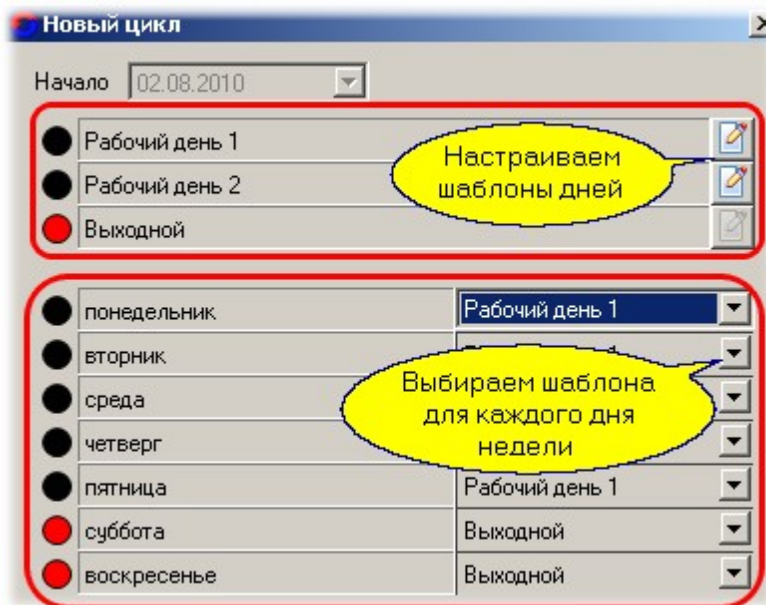 Новый цикл
Начало 02.08.2010
Рабочий день 1
Рабочий день 2
Выходной
Настраиваем
шаблоны дней
понедельник Рабочий день 1
вторник
среда
четверг
Выбираем шаблона
для каждого дня
недели
пятница Рабочий день 1
суббота Выходной
воскресенье Выходной